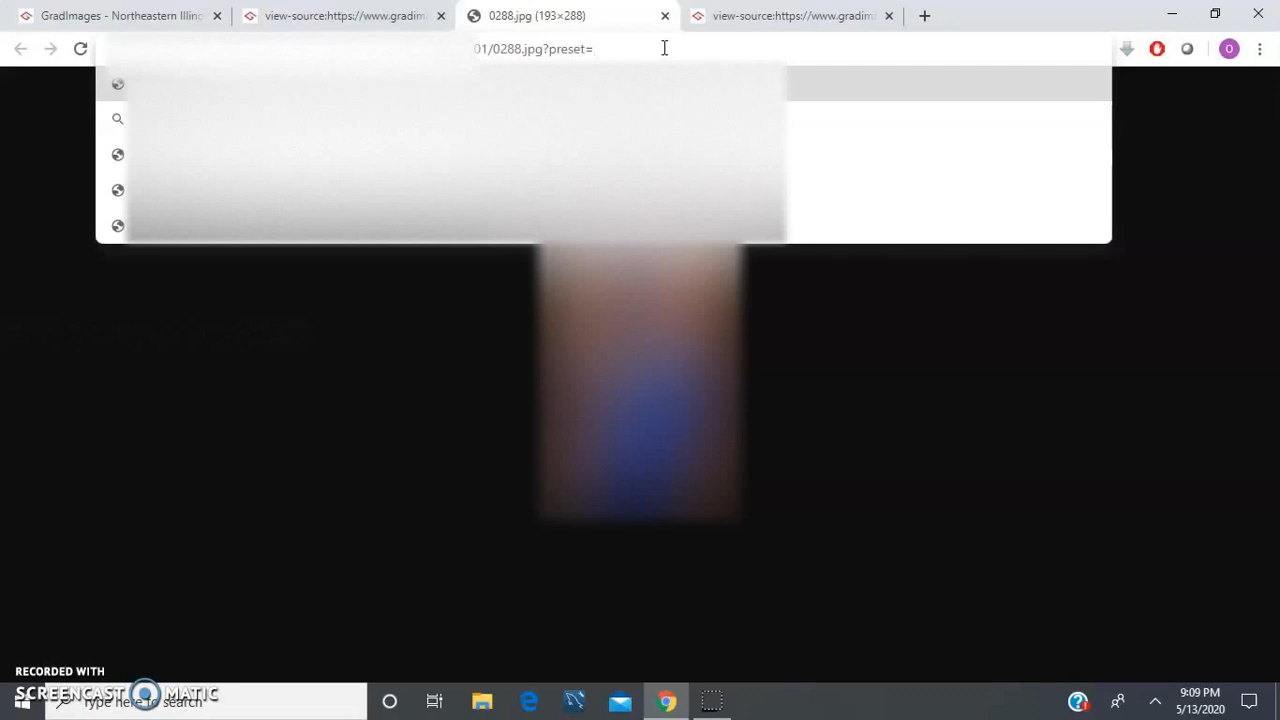 GradImages - Northeastern Illino
view-source:https://www.gradim
0288.jpg (193×288)
view-source:https://www.gradim
01/0288.jpg?preset=
O
RECORDED WITH
SCREENCAST MATIC
Type here to search
9:09 PM
5/13/2020